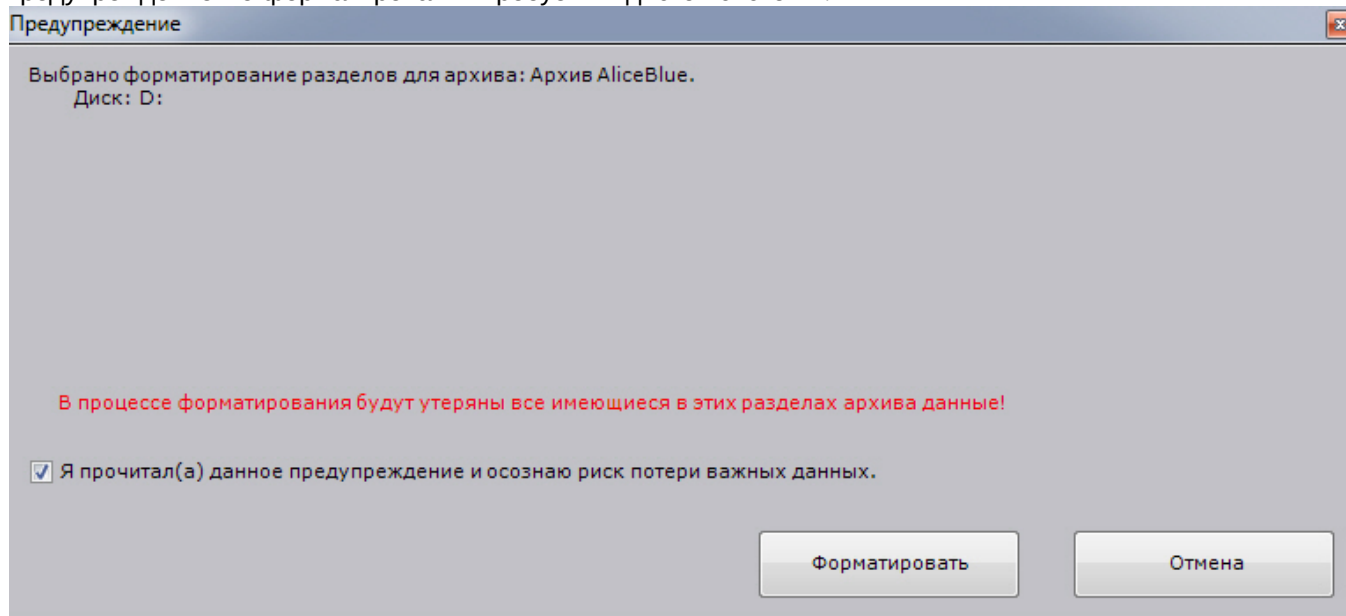 Предупреждение
Выбрано форматирование разделов для архива: Архив AliceBlue.
Диск: D:
В процессе форматирования будут утеряны все имеющиеся в этих разделах архива данные!
Я прочитал(а) данное предупреждение и осознаю риск потери важных данных.
Форматировать
Отмена